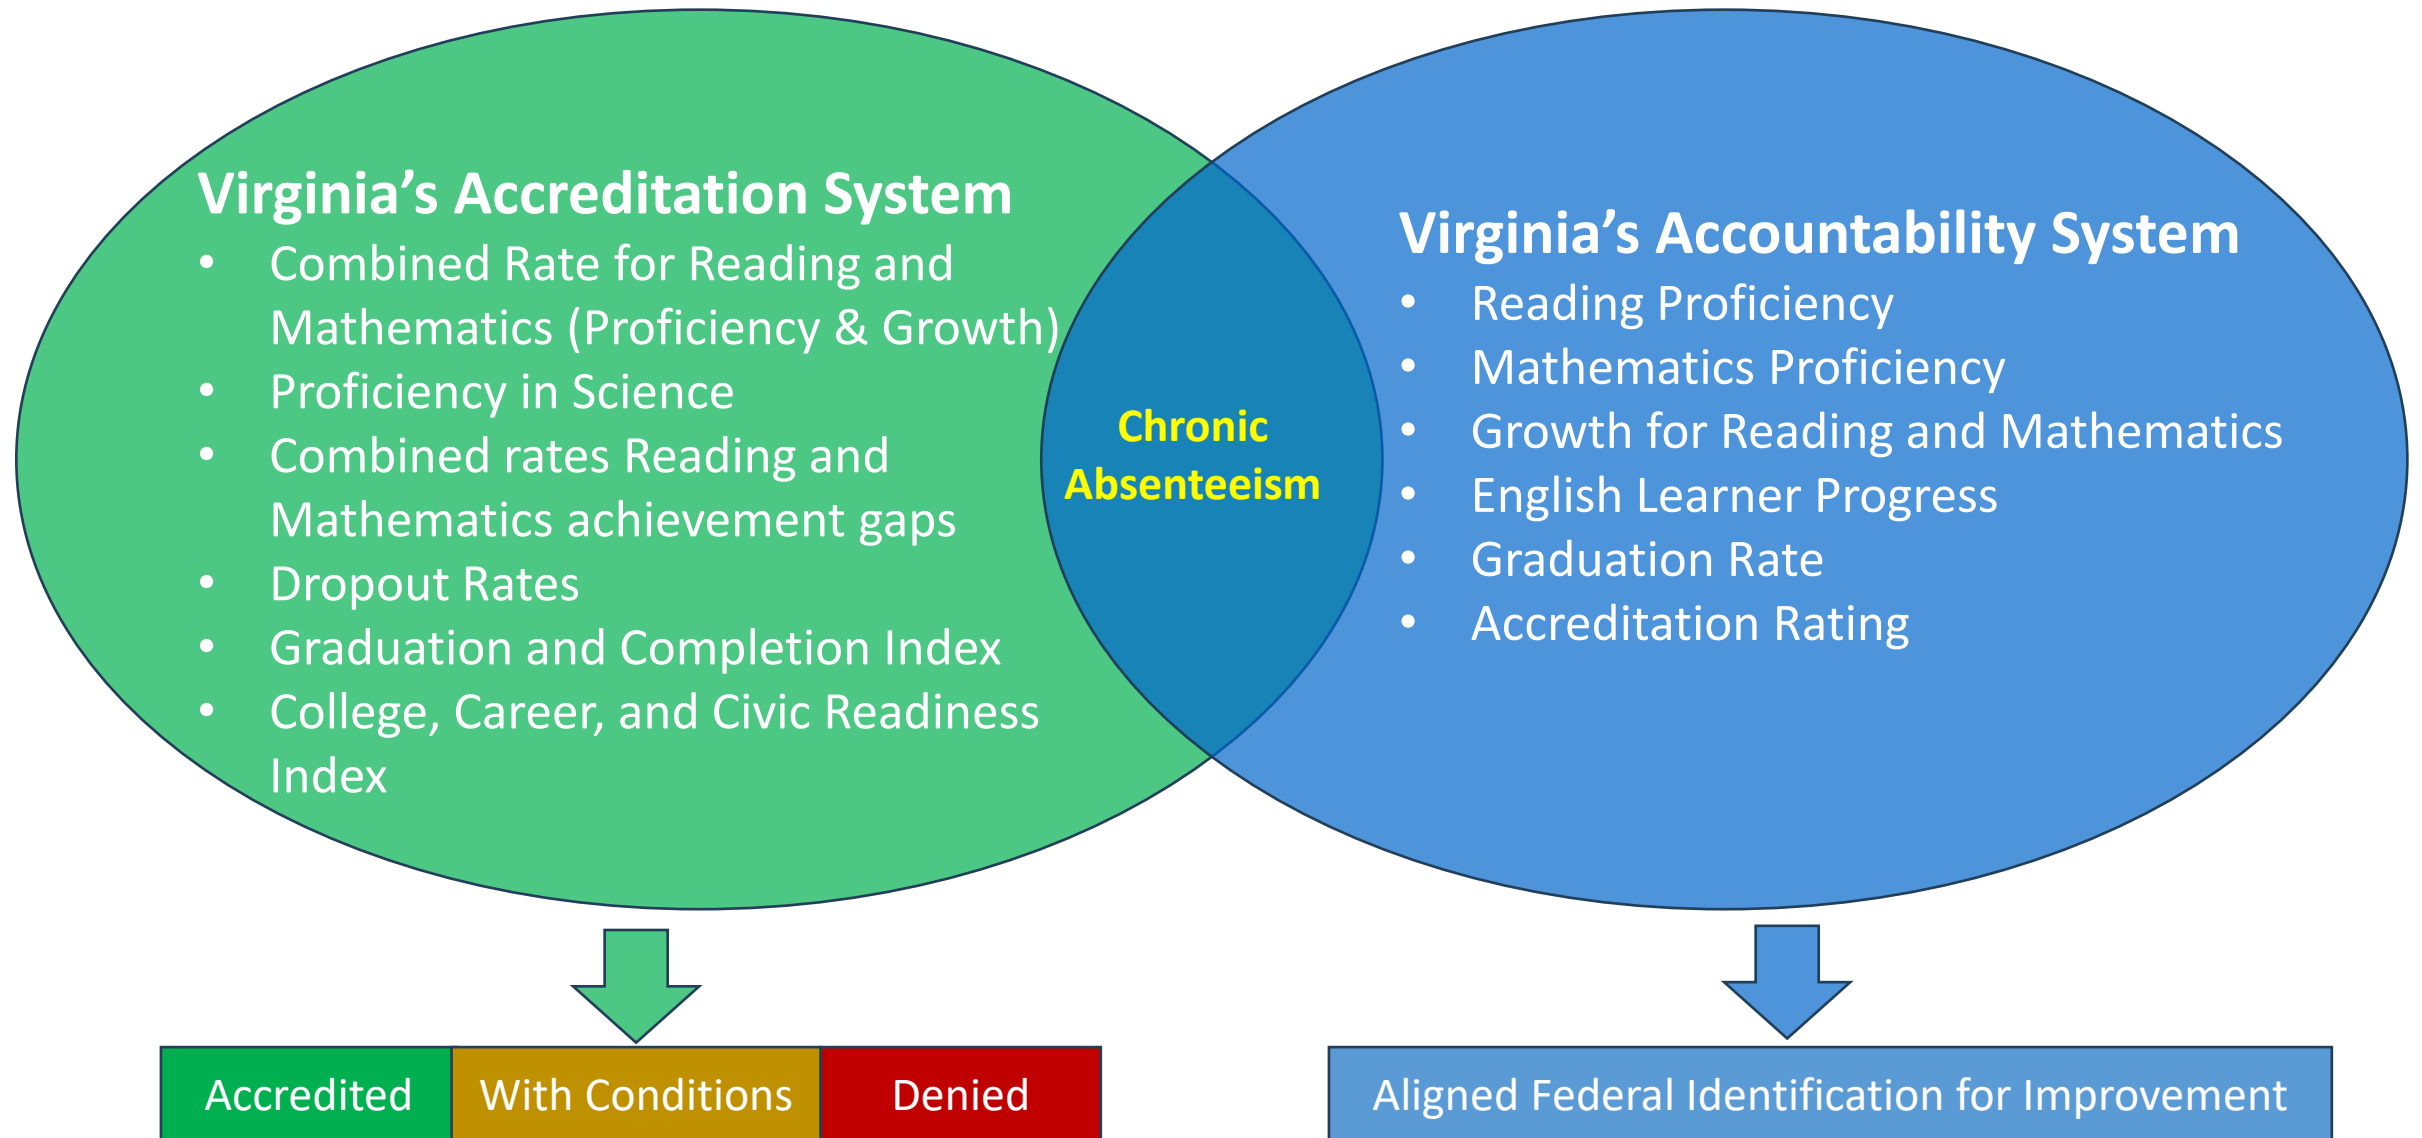 Virginia’s Accreditation System
• Combined Rate for Reading and
Mathematics (Proficiency & Growth)
• Proficiency in Science
• Combined rates Reading and
Mathematics achievement gaps
• Dropout Rates
• Graduation and Completion Index
• College, Career, and Civic Readiness
Index
Chronic
Absenteeism
Virginia’s Accountability System
• Reading Proficiency
• Mathematics Proficiency
• Growth for Reading and Mathematics
• English Learner Progress
• Graduation Rate
• Accreditation Rating
Accredited
With Conditions
Denied
Aligned Federal Identification for Improvement